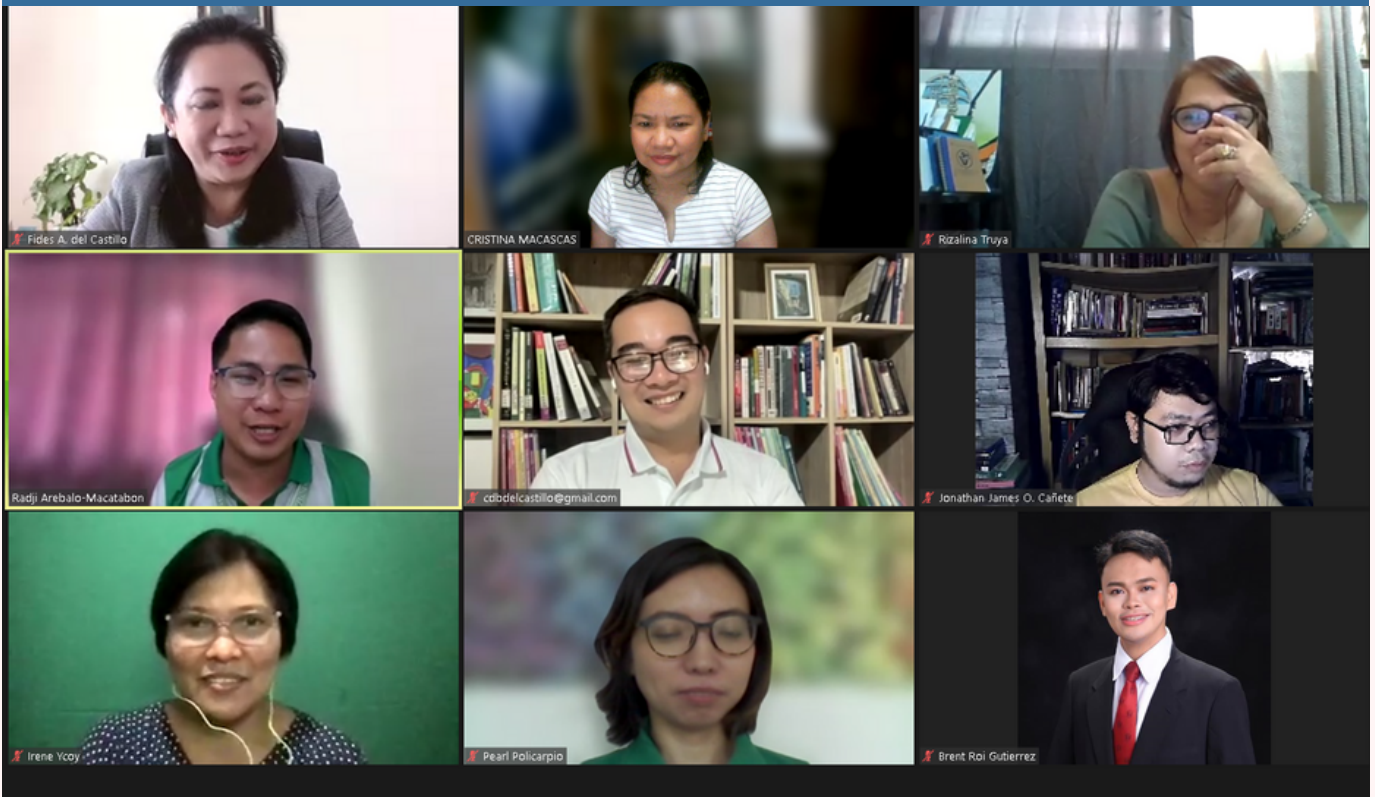 Fides A. del Castillo
CRISTINA MACASCAS
Rizalina Truya
Radji Arebalo-Macatabon
cdbdelcastillo@gmail.com
Jonathan James O. Cañete
Irene Ycoy
Pearl Policarpio
Brent Roi Gutierrez